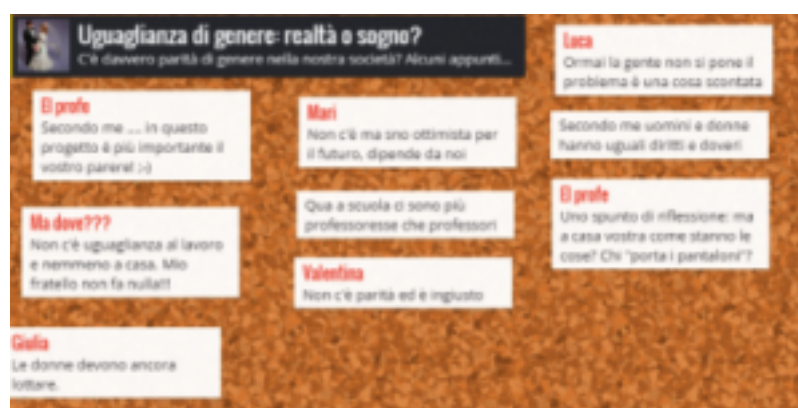 Uguaglianza di genere: realtà o sogno?
C'è davvero parità di genere nella nostra società? Alcuni appunti...
El profe
Secondo me .... in questo
progetto è più importante il
vostro parere! ;-)
Ma dove???
Non c'è uguaglianza al lavoro
e nemmeno a casa. Mio
fratello non fa nulla!!!
Giulia
Le donne devono ancora
lottare.
Mari
Non c'è ma sno ottimista per
il futuro, dipende da noi
Qua a scuola ci sono più
professoresse che professori
Valentina
Non c'è parità ed è ingiusto
Luca
Ormai la gente non si pone il
problema è una cosa scontata
Secondo me uomini e donne
hanno uguali diritti e doveri
El profe
Uno spunto di riflessione: ma
a casa vostra come stanno le
cose? Chi "porta i pantaloni"?